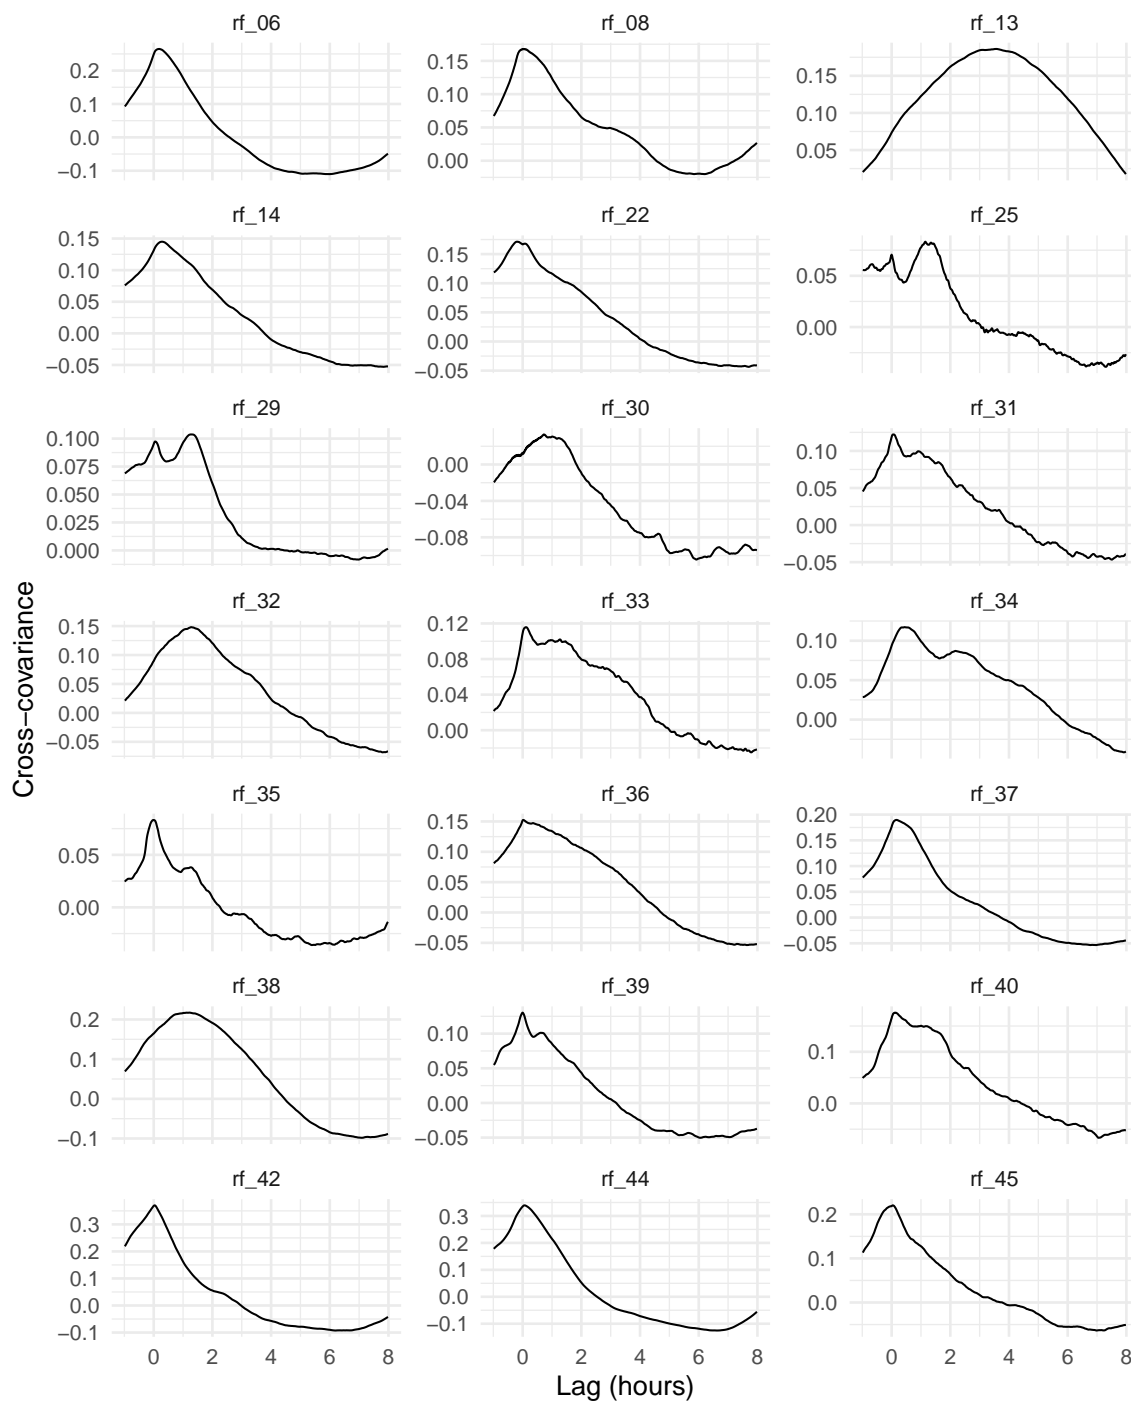 rf_06 rf_08 rf_13
0.2 0.1 0.0 −0.1
0.15 0.10 0.05 0.00
0.15 0.10 0.05
rf_14 rf_22 rf_25
0.15 0.10 0.05 0.00 −0.05
0.15 0.10 0.05 0.00 −0.05
0.05 0.00
rf_29 rf_30 rf_31
0.100 0.075 0.050 0.025 0.000
0.00 −0.04 −0.08
0.10 0.05 0.00 −0.05
rf_32 rf_33 rf_34
0.15 0.10 0.05 0.00 −0.05
0.12 0.08 0.04 0.00
0.10 0.05 0.00
Cross−covariance
rf_35 rf_36 rf_37
0.05 0.00
0.15 0.10 0.05 0.00 −0.05
0.20 0.15 0.10 0.05 0.00 −0.05
rf_38 rf_39 rf_40
0.2 0.1 0.0 −0.1
0.10 0.05 0.00 −0.05
0.1 0.0
rf_42 rf_44 rf_45
0.3 0.2 0.1 0.0 −0.1
0.3 0.2 0.1 0.0 −0.1
0.2 0.1 0.0
0 2 4 6 8 0 2 4 6 8 0 2 4 6 8
Lag (hours)